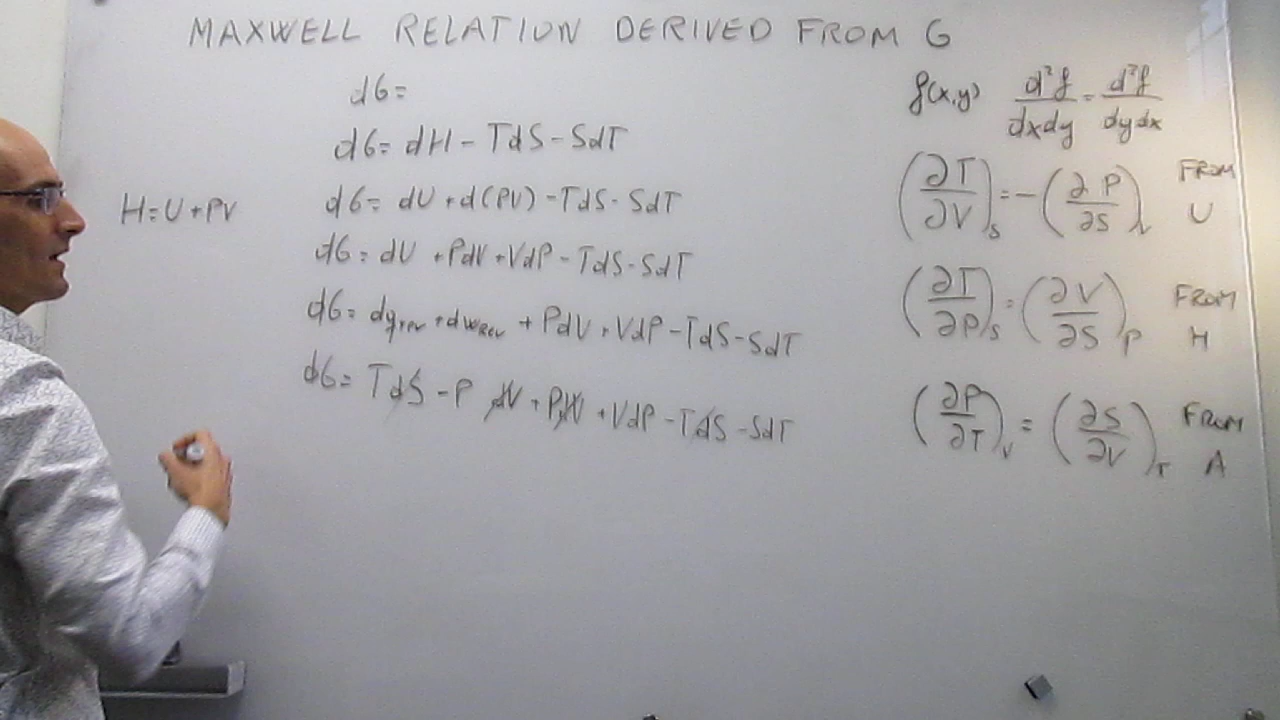 MAXWELL RELATION DERIVED FROM G
dG=
dG= dH - TdS - SdT
H=U+PV
dG= dU + d(PV) - TdS - SdT
dG= dU + PdV + VdP - TdS - SdT
dG= dq_rev + dw_REV + PdV + VdP - TdS - SdT
dG= TdS - P dV + PdV + VdP - TdS - SdT
f(x,y) d²f/dxdy = d²f/dydx
(∂T/∂V)_S = -(∂P/∂S)_V FROM U
(∂T/∂P)_S = (∂V/∂S)_P FROM H
(∂P/∂T)_V = (∂S/∂V)_T FROM A